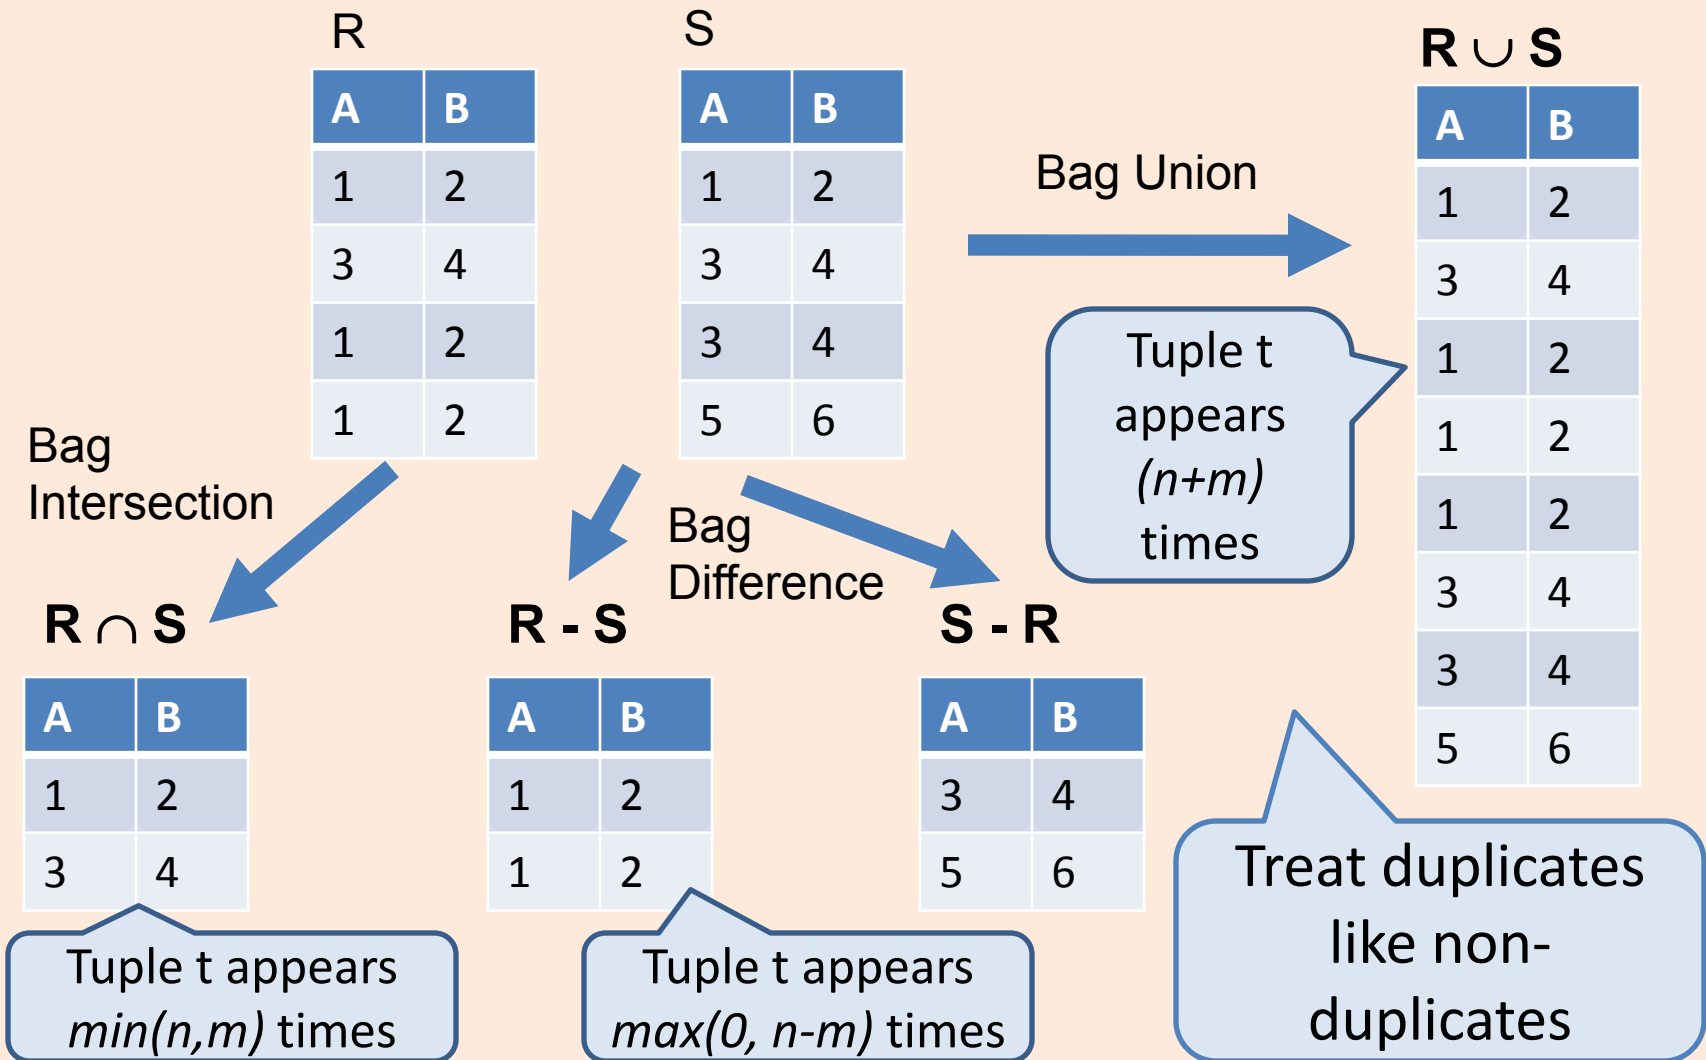 R
A B
1 2
3 4
1 2
1 2
S
A B
1 2
3 4
3 4
5 6
Bag Union
R ∪ S
A B
1 2
3 4
1 2
1 2
1 2
3 4
3 4
5 6
Tuple t
appears
(n+m)
times
Bag
Intersection
Bag
Difference
R ∩ S
A B
1 2
3 4
R - S
A B
1 2
1 2
S - R
A B
3 4
5 6
Tuple t appears
min(n,m) times
Tuple t appears
max(0, n-m) times
Treat duplicates
like non-
duplicates